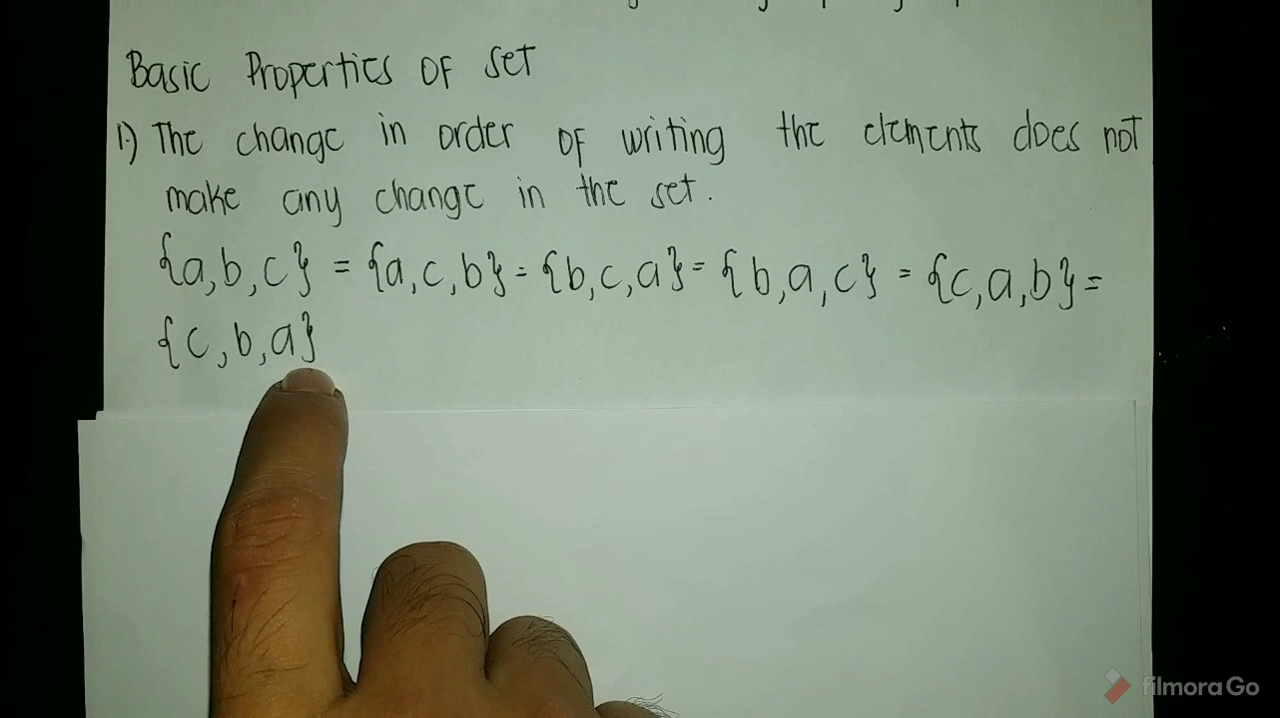 Basic Properties OF set
1.) The change in order OF writing the elements does not
make any change in the set.
{a,b,c} = {a,c,b} = {b,c,a} = {b,a,c} = {c,a,b} =
{c,b,a}
filmoraGo